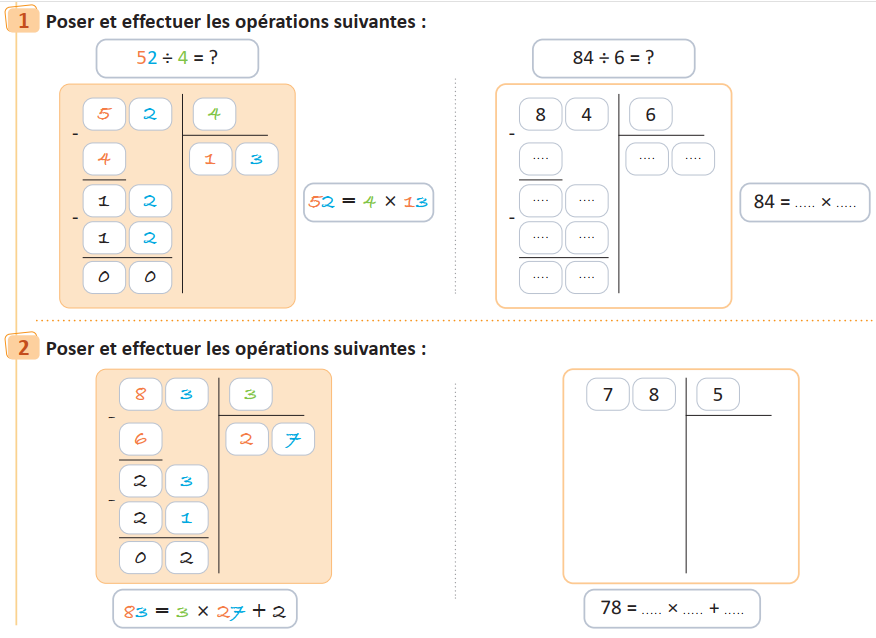 1 Poser et effectuer les opérations suivantes :
52 ÷ 4 = ?
5 2 4
-
4 1 3
1 2
-
1 2
0 0
52 = 4 × 13
84 ÷ 6 = ?
8 4 6
-
.... .... ....
.... ....
-
.... ....
.... ....
84 = ..... × .....
2 Poser et effectuer les opérations suivantes :
8 3 3
-
6 2 7
2 3
-
2 1
0 2
83 = 3 × 27 + 2
7 8 5
78 = ..... × ..... + .....